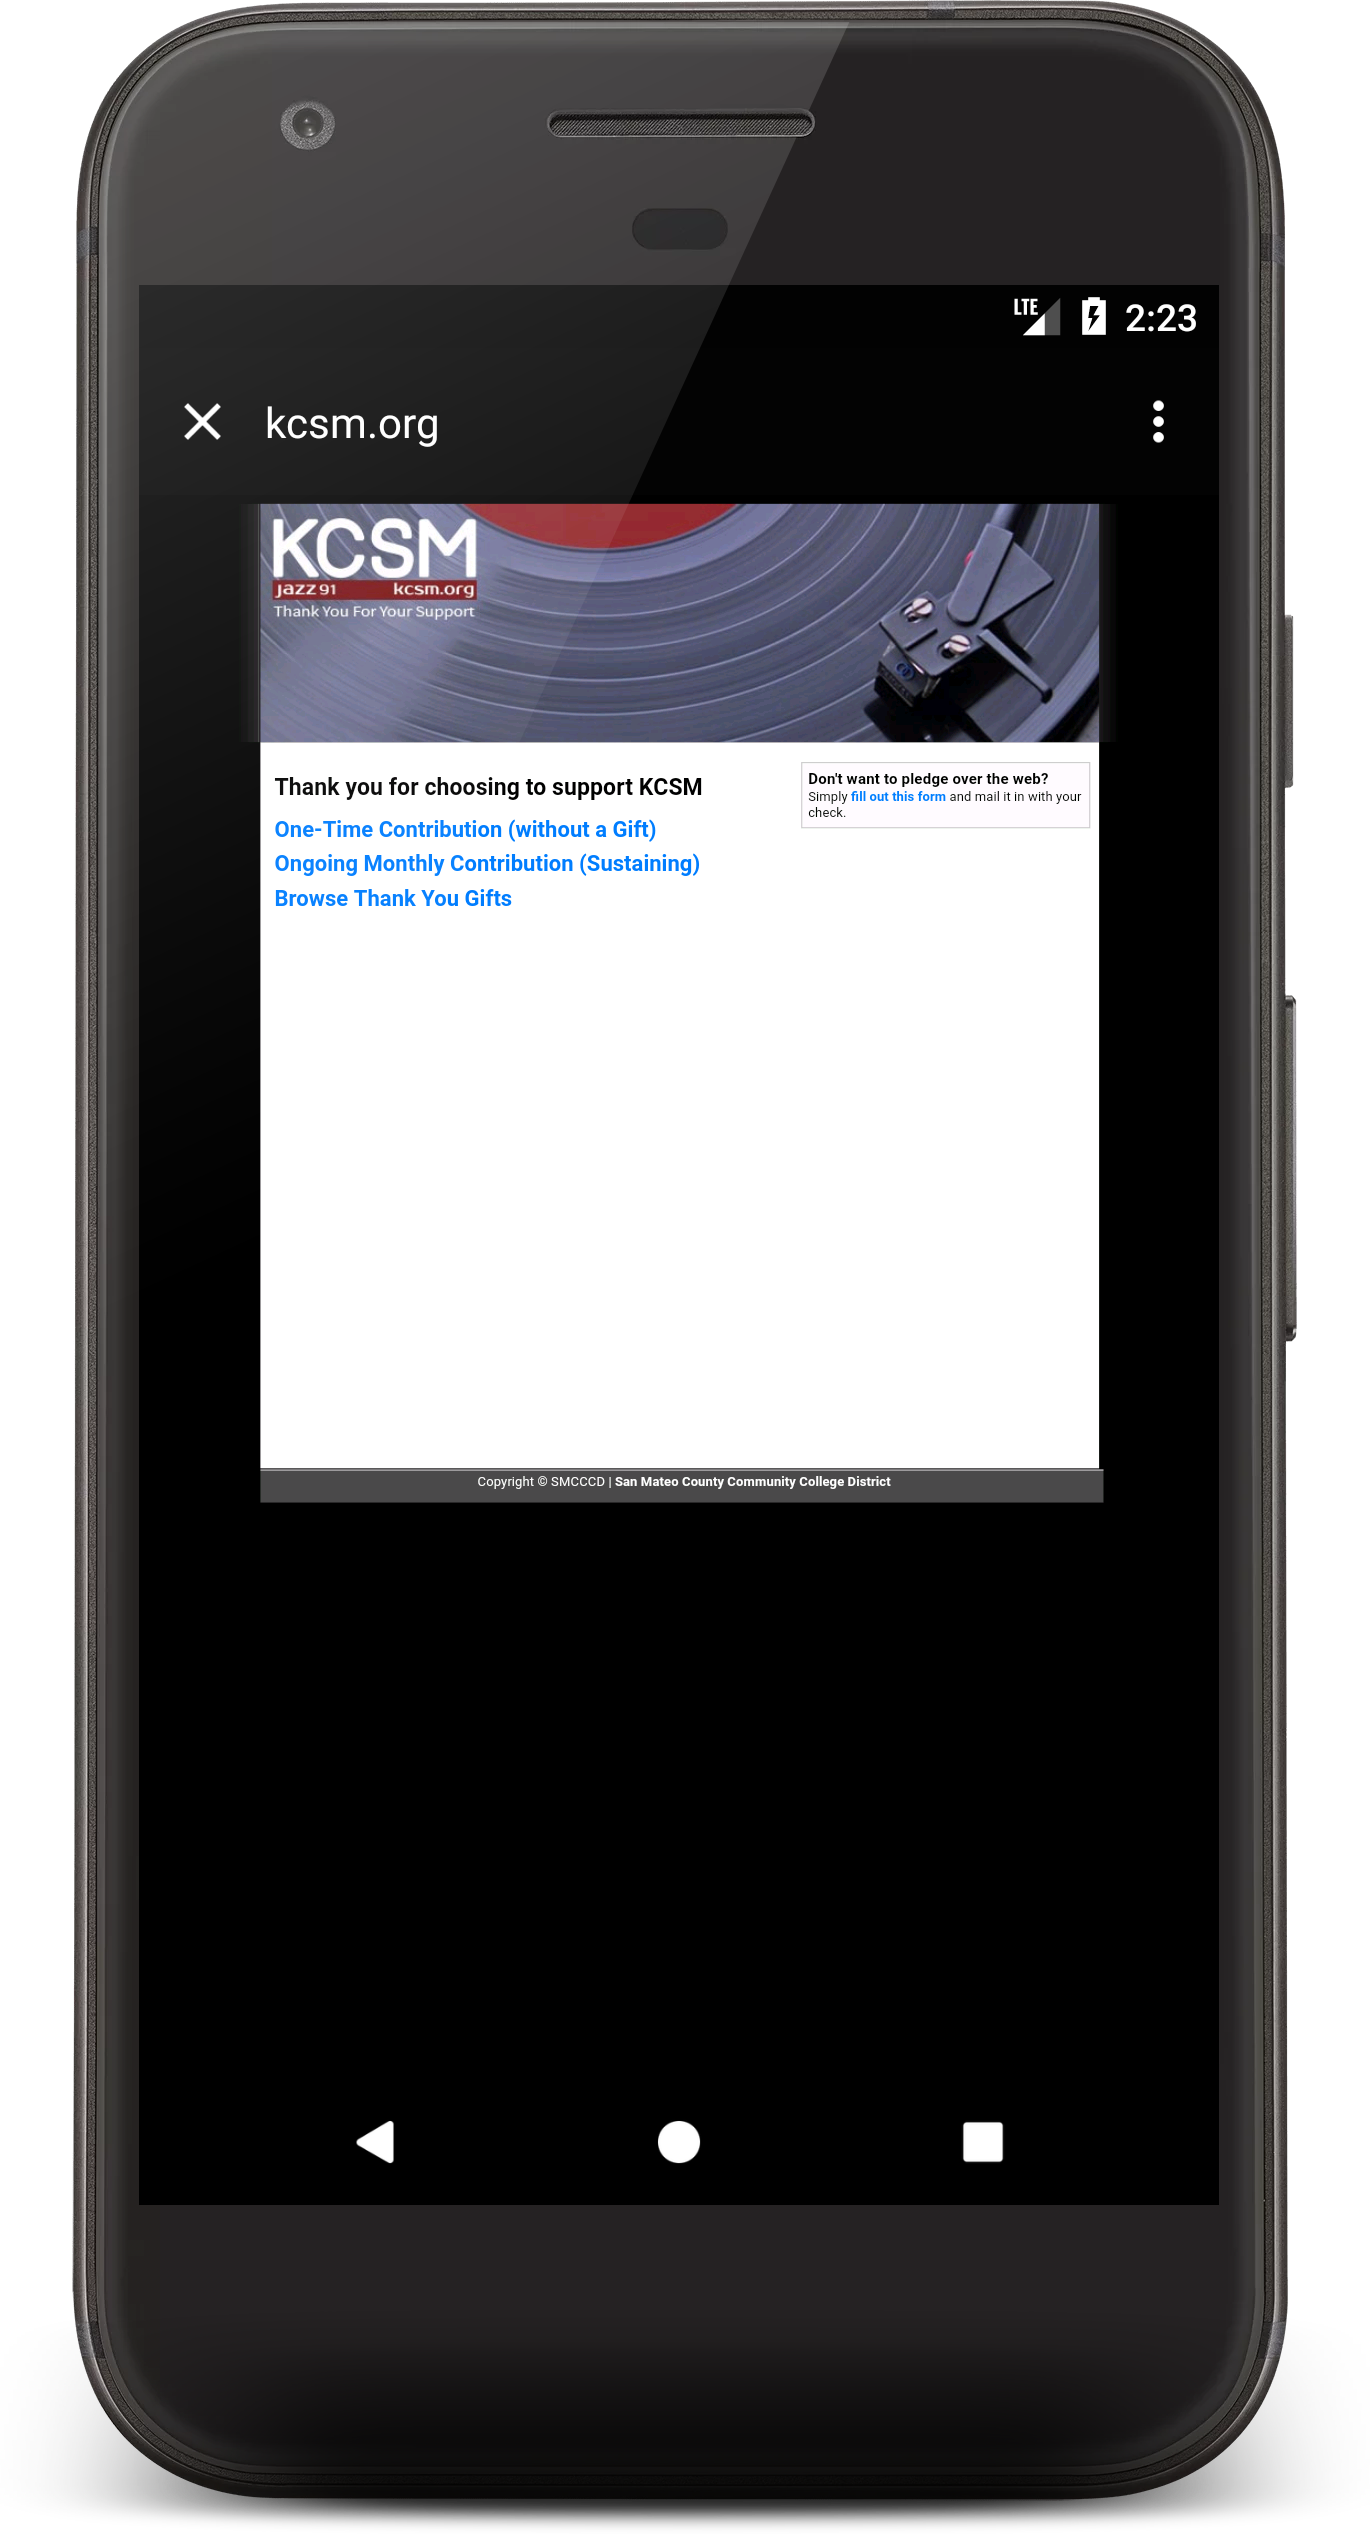 LTE 2:23
kcsm.org
KCSM
jazz 91 kcsm.org
Thank You For Your Support
Thank you for choosing to support KCSM
One-Time Contribution (without a Gift)
Ongoing Monthly Contribution (Sustaining)
Browse Thank You Gifts
Don't want to pledge over the web?
Simply fill out this form and mail it in with your
check.
Copyright © SMCCCD | San Mateo County Community College District